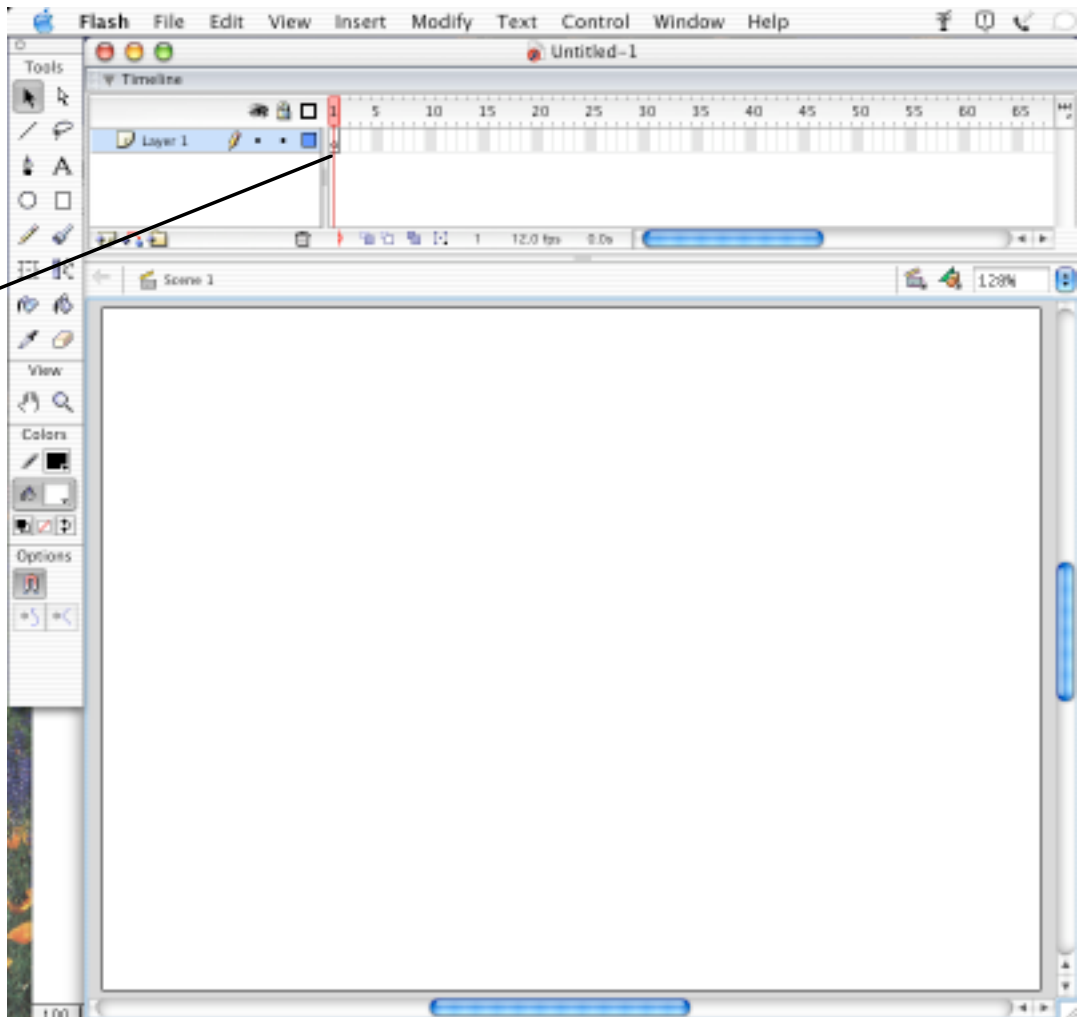 Flash File Edit View Insert Modify Text Control Window Help
Tools
Untitled-1
Timeline
1 5 10 15 20 25 30 35 40 45 50 55 60 65
Layer 1
1 12.0 fps 0.0s
Scene 1
128%
View
Colors
Options
100